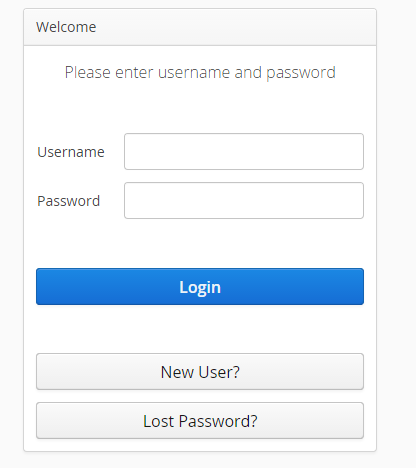 Welcome
Please enter username and password
Username
Password
Login
New User?
Lost Password?